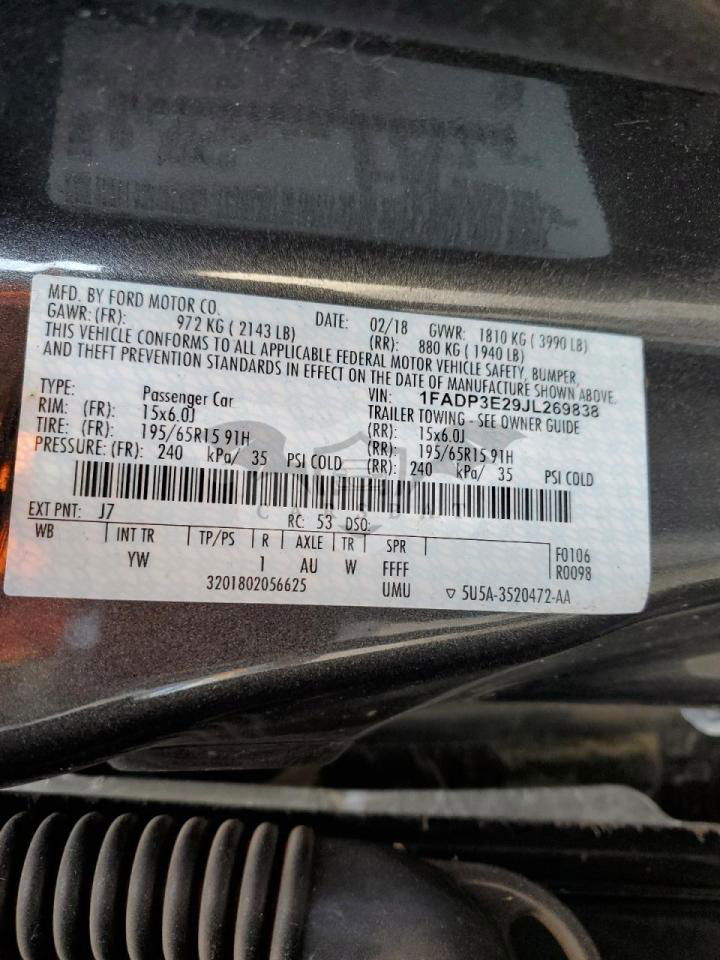 MFD. BY FORD MOTOR CO. DATE: 02/18 GVWR: 1810 KG ( 3990 LB)
GAWR: (FR): 972 KG ( 2143 LB) (RR): 880 KG ( 1940 LB)
THIS VEHICLE CONFORMS TO ALL APPLICABLE FEDERAL MOTOR VEHICLE SAFETY, BUMPER,
AND THEFT PREVENTION STANDARDS IN EFFECT ON THE DATE OF MANUFACTURE SHOWN ABOVE.
TYPE: Passenger Car VIN: 1FADP3E29JL269838
TRAILER TOWING - SEE OWNER GUIDE
RIM: (FR): 15x6.0J (RR): 15x6.0J
TIRE: (FR): 195/65R15 91H (RR): 195/65R15 91H
PRESSURE: (FR): 240 kPa/ 35 PSI COLD (RR): 240 kPa/ 35 PSI COLD
EXT PNT: J7 RC: 53 DSO:
WB INT TR TP/PS R AXLE TR SPR F0106
YW 1 AU W FFFF R0098
3201802056625 UMU ▽ 5U5A-3520472-AA